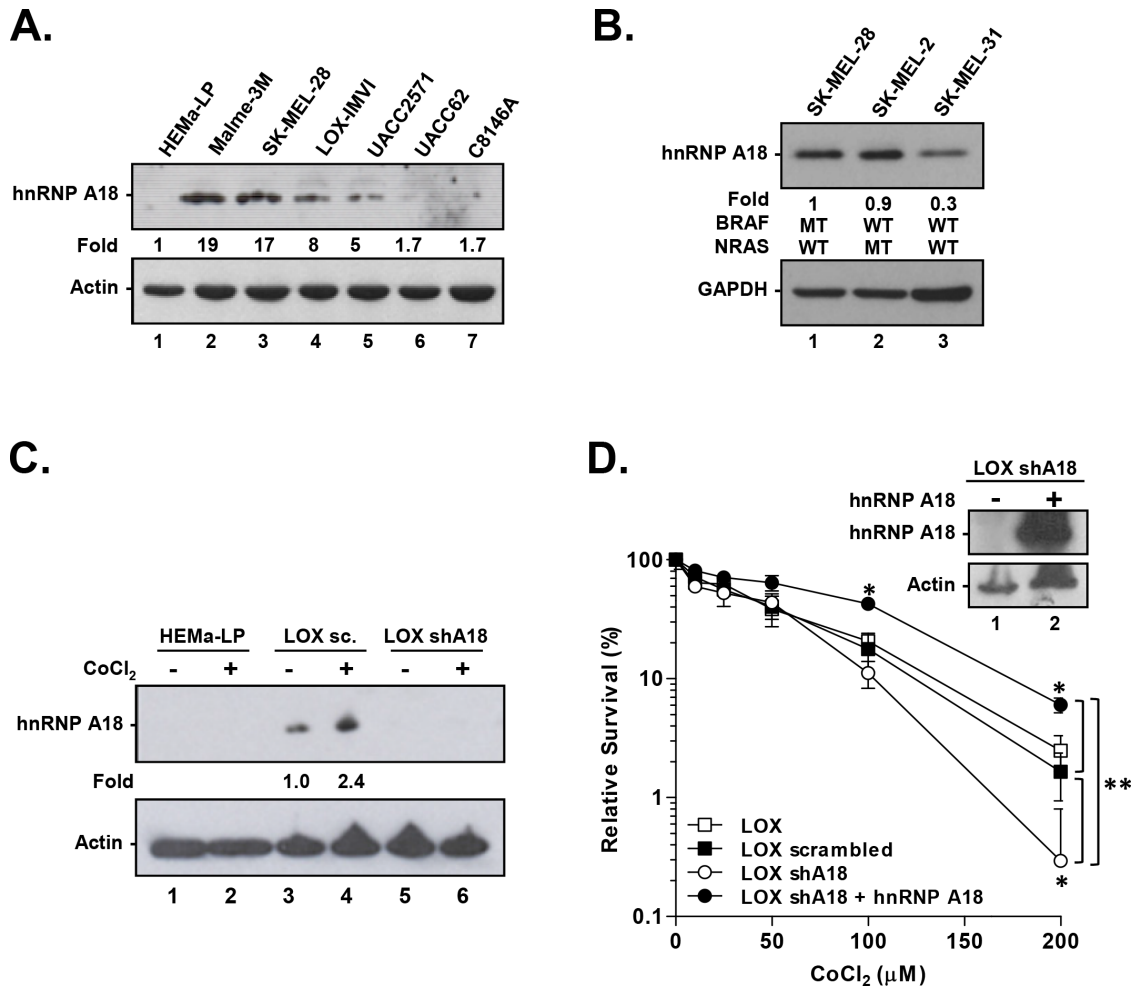 A.
HEMa-LP Malme-3M SK-MEL-28 LOX-IMVI UACC2571 UACC62 C8146A
hnRNP A18
Fold 1 19 17 8 5 1.7 1.7
Actin
1 2 3 4 5 6 7
B.
SK-MEL-28 SK-MEL-2 SK-MEL-31
hnRNP A18
Fold 1 0.9 0.3
BRAF MT WT WT
NRAS WT MT WT
GAPDH
1 2 3
C.
HEMa-LP LOX sc. LOX shA18
CoCl2 - + - + - +
hnRNP A18
Fold 1.0 2.4
Actin
1 2 3 4 5 6
D.
LOX shA18
hnRNP A18 - +
hnRNP A18
Actin
1 2
Relative Survival (%)
100
10
1
0.1
* *
**
*
LOX
LOX scrambled
LOX shA18
LOX shA18 + hnRNP A18
0 50 100 150 200
CoCl2 (μM)